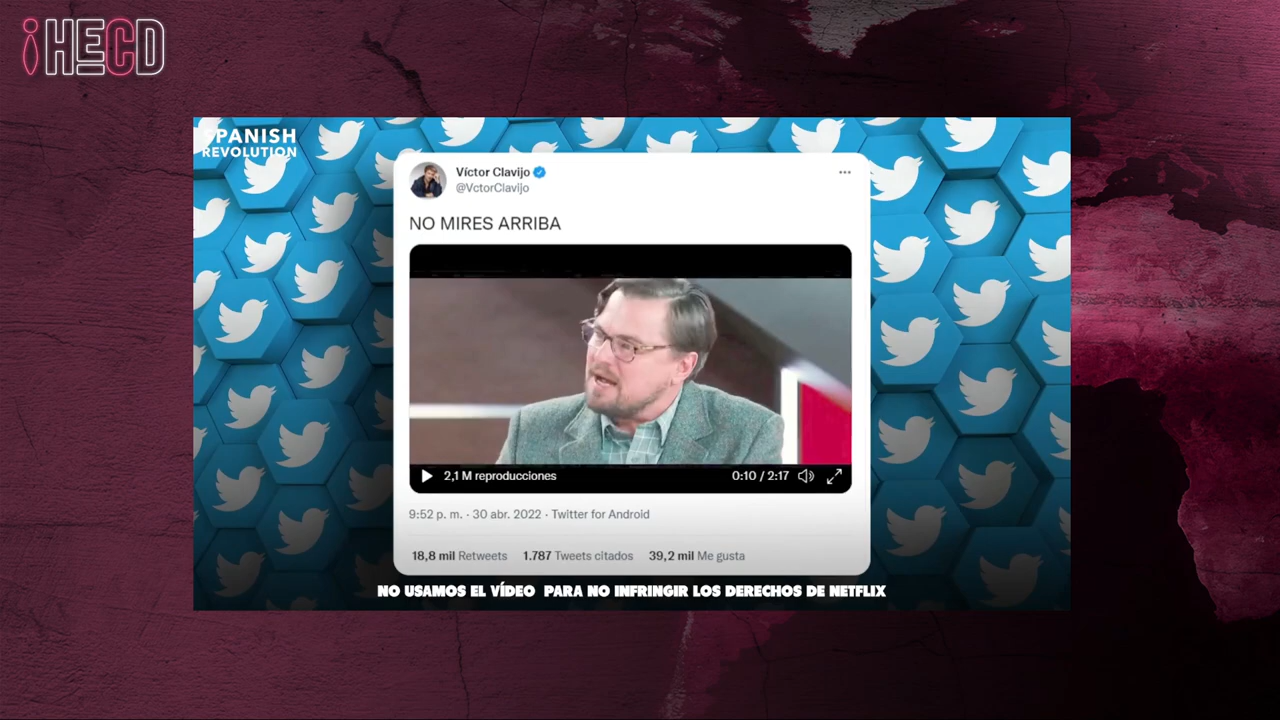 ¡HECD
SPANISH
REVOLUTION
Víctor Clavijo
@VctorClavijo
NO MIRES ARRIBA
2,1 M reproducciones
0:10 / 2:17
9:52 p. m. · 30 abr. 2022 · Twitter for Android
18,8 mil Retweets 1.787 Tweets citados 39,2 mil Me gusta
NO USAMOS EL VÍDEO PARA NO INFRINGIR LOS DERECHOS DE NETFLIX